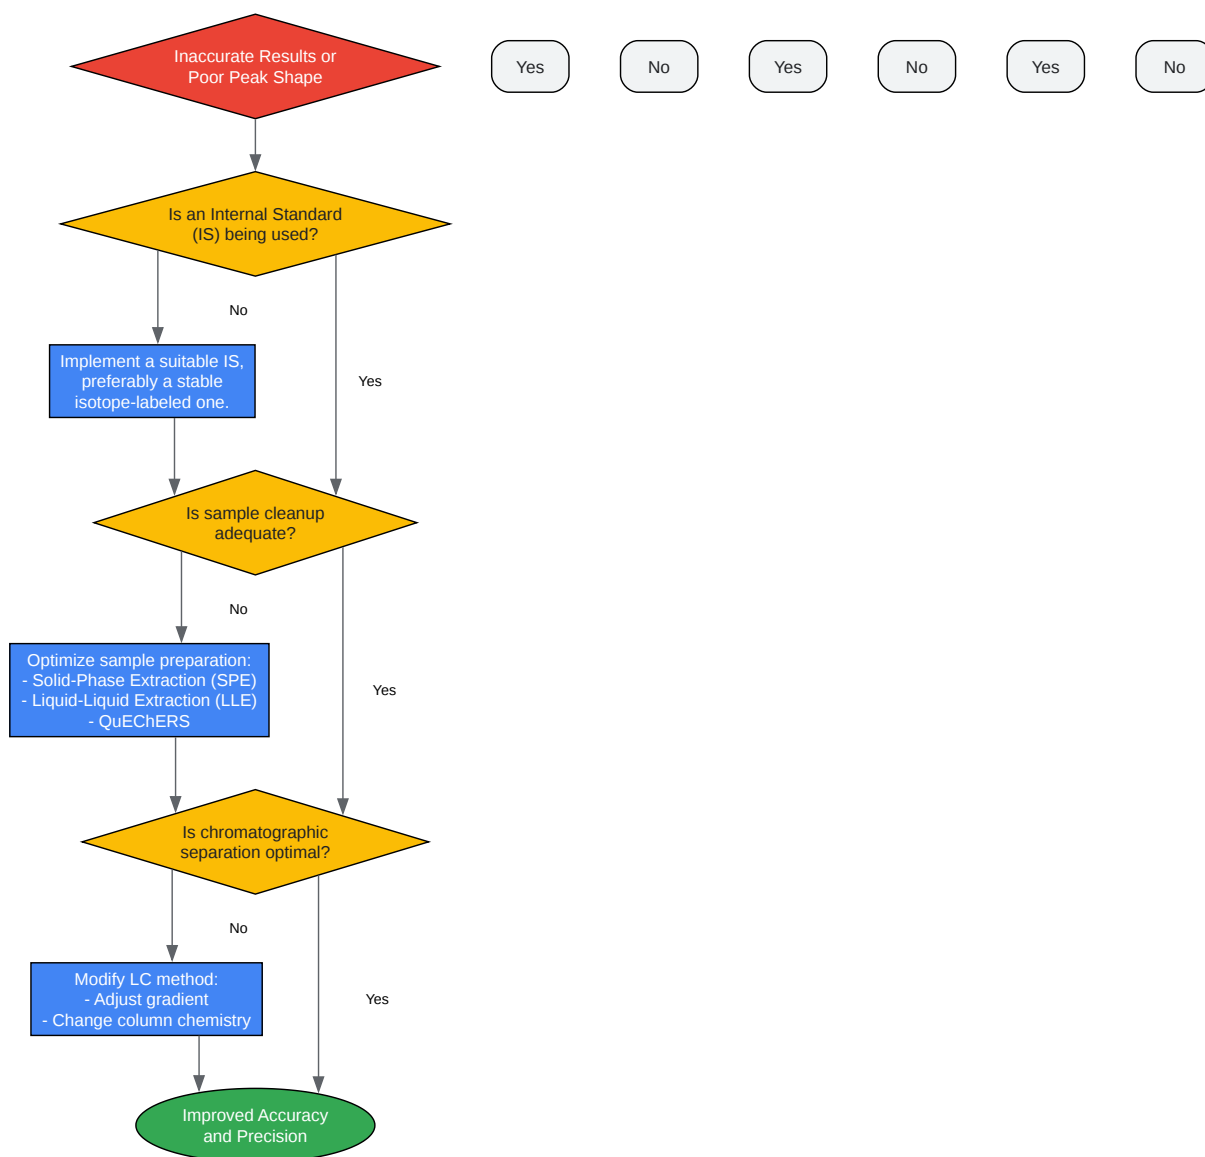 Inaccurate Results or
Poor Peak Shape
Yes
No
Yes
No
Yes
No
Is an Internal Standard
(IS) being used?
No
Implement a suitable IS,
preferably a stable
isotope-labeled one.
Yes
Is sample cleanup
adequate?
No
Optimize sample preparation:
- Solid-Phase Extraction (SPE)
- Liquid-Liquid Extraction (LLE)
- QuEChERS
Yes
Is chromatographic
separation optimal?
No
Modify LC method:
- Adjust gradient
- Change column chemistry
Yes
Improved Accuracy
and Precision